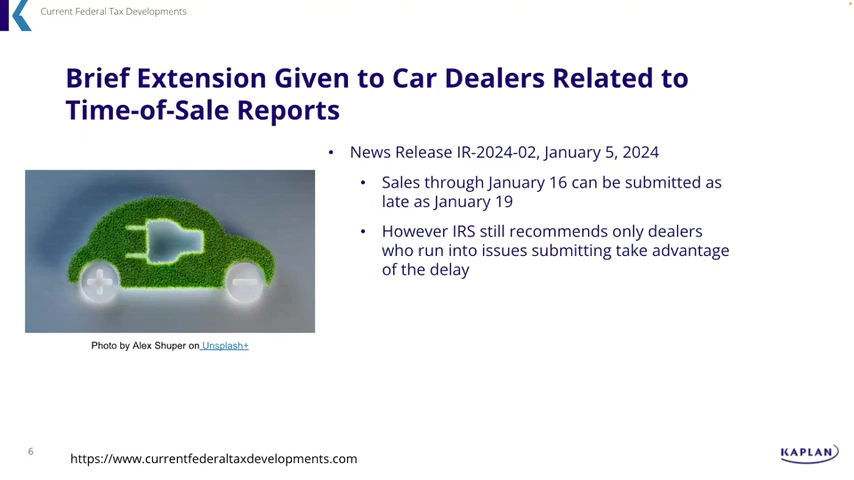 Current Federal Tax Developments
Brief Extension Given to Car Dealers Related to
Time-of-Sale Reports
• News Release IR-2024-02, January 5, 2024
• Sales through January 16 can be submitted as
late as January 19
• However IRS still recommends only dealers
who run into issues submitting take advantage
of the delay
Photo by Alex Shuper on Unsplash+
6
https://www.currentfederaltaxdevelopments.com
KAPLAN